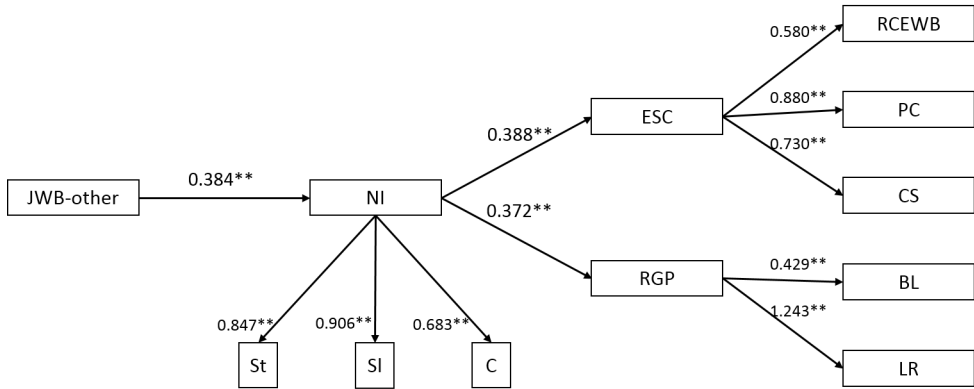 RCEWB
0.580**
0.880**
PC
ESC
0.388**
0.730**
0.384**
JWB-other
NI
CS
0.372**
0.429**
RGP
BL
1.243**
0.847**
0.906**
0.683**
St
Sl
C
LR